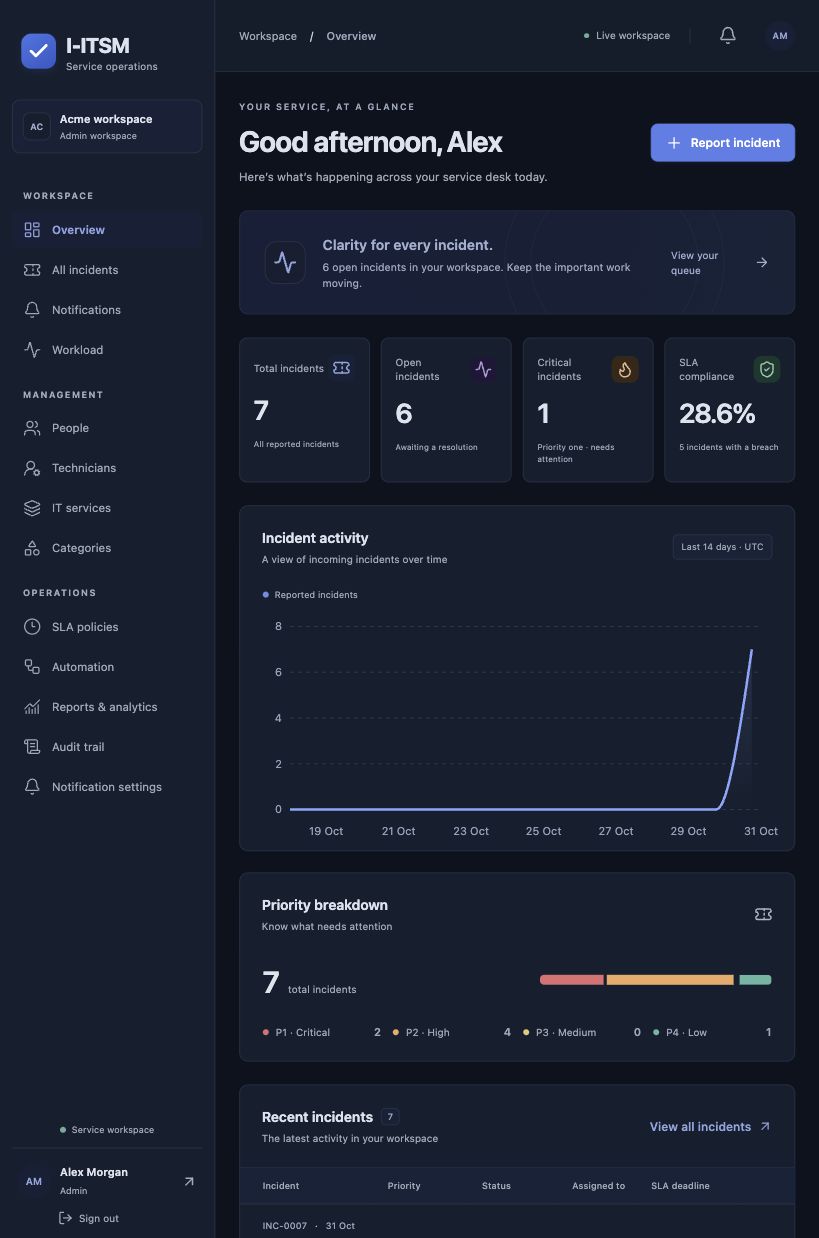 I-ITSM
Service operations
AC
Acme workspace
Admin workspace
WORKSPACE
Overview
All incidents
Notifications
Workload
MANAGEMENT
People
Technicians
IT services
Categories
OPERATIONS
SLA policies
Automation
Reports & analytics
Audit trail
Notification settings
Service workspace
AM
Alex Morgan
Admin
Sign out
Workspace / Overview
Live workspace
AM
YOUR SERVICE, AT A GLANCE
Good afternoon, Alex
Here’s what’s happening across your service desk today.
Report incident
Clarity for every incident.
6 open incidents in your workspace. Keep the important work
moving.
View your
queue
Total incidents
7
All reported incidents
Open
incidents
6
Awaiting a resolution
Critical
incidents
1
Priority one · needs
attention
SLA
compliance
28.6%
5 incidents with a breach
Incident activity
A view of incoming incidents over time
Last 14 days · UTC
Reported incidents
8
6
4
2
0
19 Oct 21 Oct 23 Oct 25 Oct 27 Oct 29 Oct 31 Oct
Priority breakdown
Know what needs attention
7 total incidents
P1 · Critical 2 P2 · High 4 P3 · Medium 0 P4 · Low 1
Recent incidents 7
The latest activity in your workspace
View all incidents
Incident Priority Status Assigned to SLA deadline
INC-0007 · 31 Oct